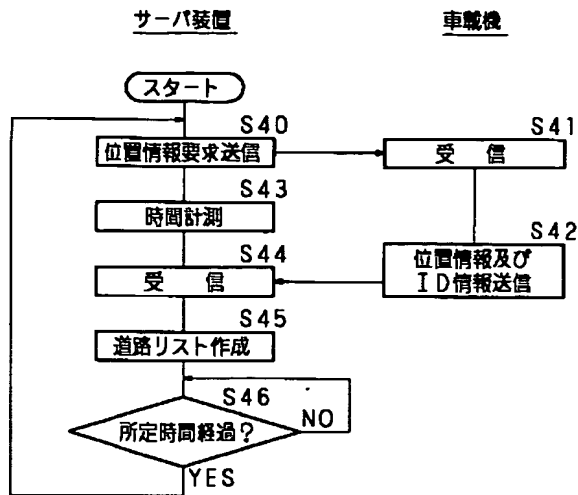 サーバ装置
車載機
スタート
S40
S41
位置情報要求送信
受 信
S43
時間計測
S42
S44
位置情報及び
ID情報送信
受 信
S45
道路リスト作成
S46
所定時間経過?
NO
YES